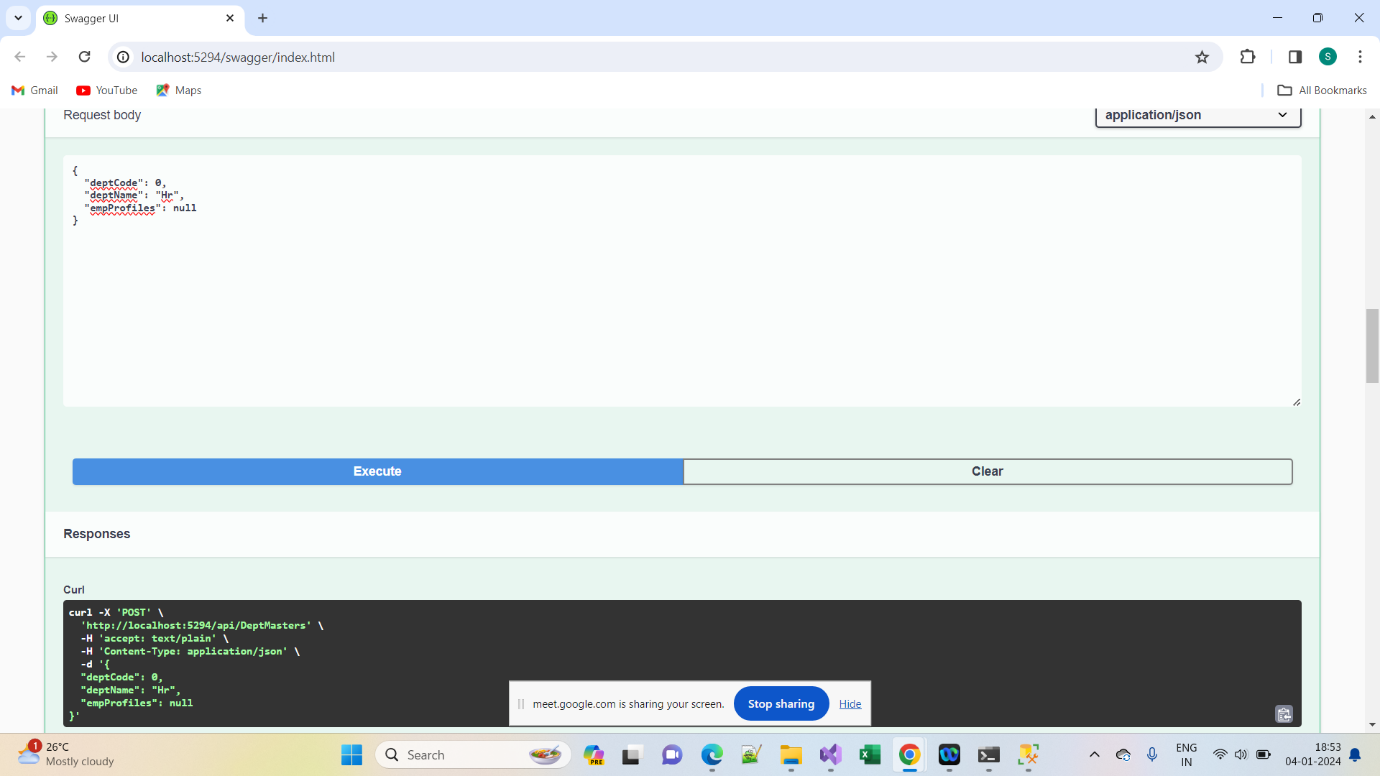 Swagger UI
localhost:5294/swagger/index.html
S
Gmail YouTube Maps All Bookmarks
Request body application/json
{
"deptCode": 0,
"deptName": "Hr",
"empProfiles": null
}
Execute Clear
Responses
Curl
curl -X 'POST' \
'http://localhost:5294/api/DeptMasters' \
-H 'accept: text/plain' \
-H 'Content-Type: application/json' \
-d '{
"deptCode": 0,
"deptName": "Hr",
"empProfiles": null
}'
meet.google.com is sharing your screen. Stop sharing Hide
1 26°C
Mostly cloudy
Search
PRE
ENG
IN
18:53
04-01-2024